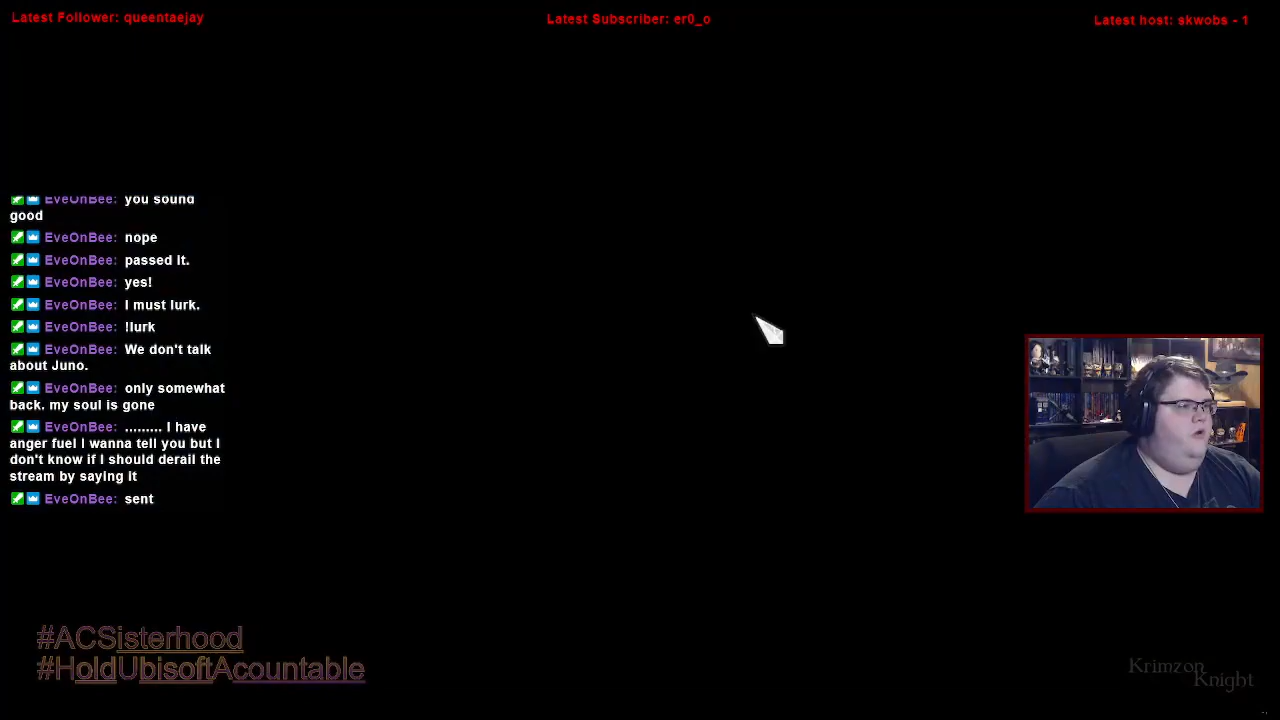 Latest Follower: queentaejay
Latest Subscriber: er0_o
Latest host: skwobs - 1
EveOnBee: you sound
good
EveOnBee: nope
EveOnBee: passed it.
EveOnBee: yes!
EveOnBee: I must lurk.
EveOnBee: !lurk
EveOnBee: We don't talk
about Juno.
EveOnBee: only somewhat
back. my soul is gone
EveOnBee: ......... I have
anger fuel I wanna tell you but I
don't know if I should derail the
stream by saying it
EveOnBee: sent
#ACSisterhood
#HoldUbisoftAcountable
Krimzon
Knight